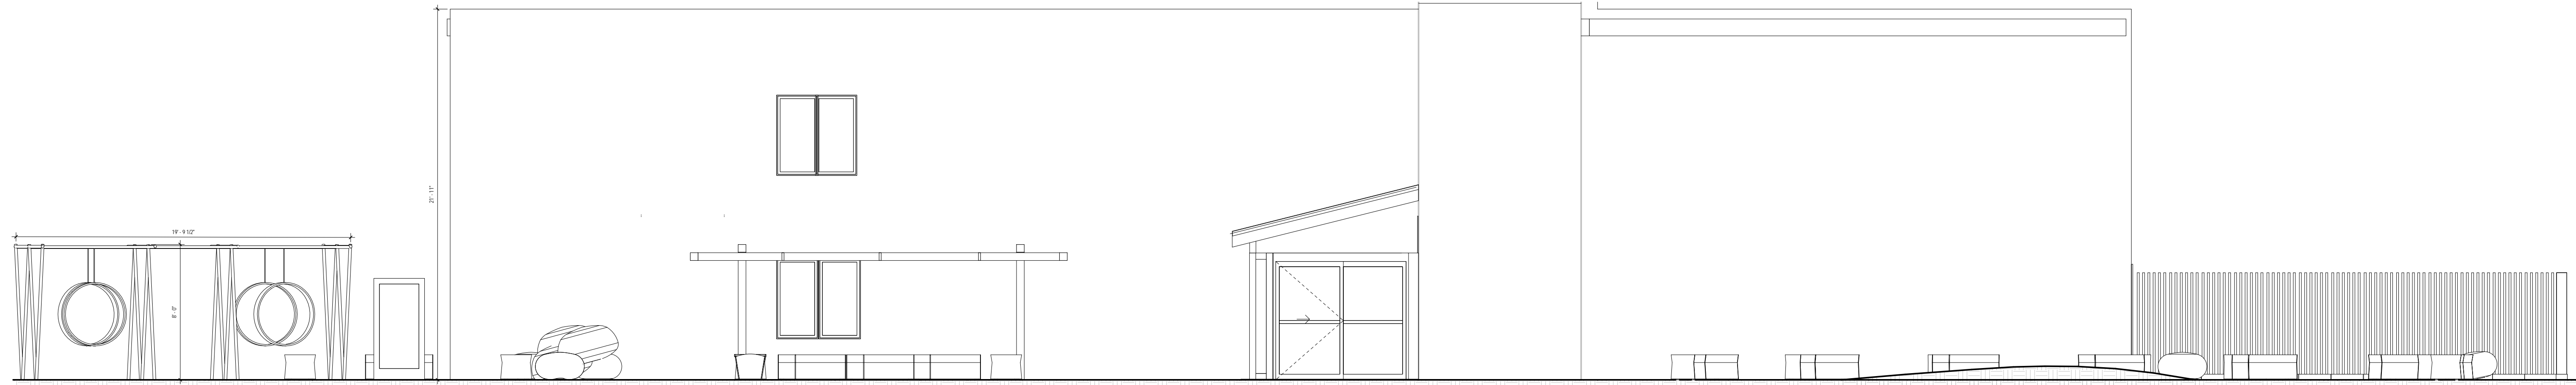 19' - 9 1/2"
21' - 11"
8' - 0"